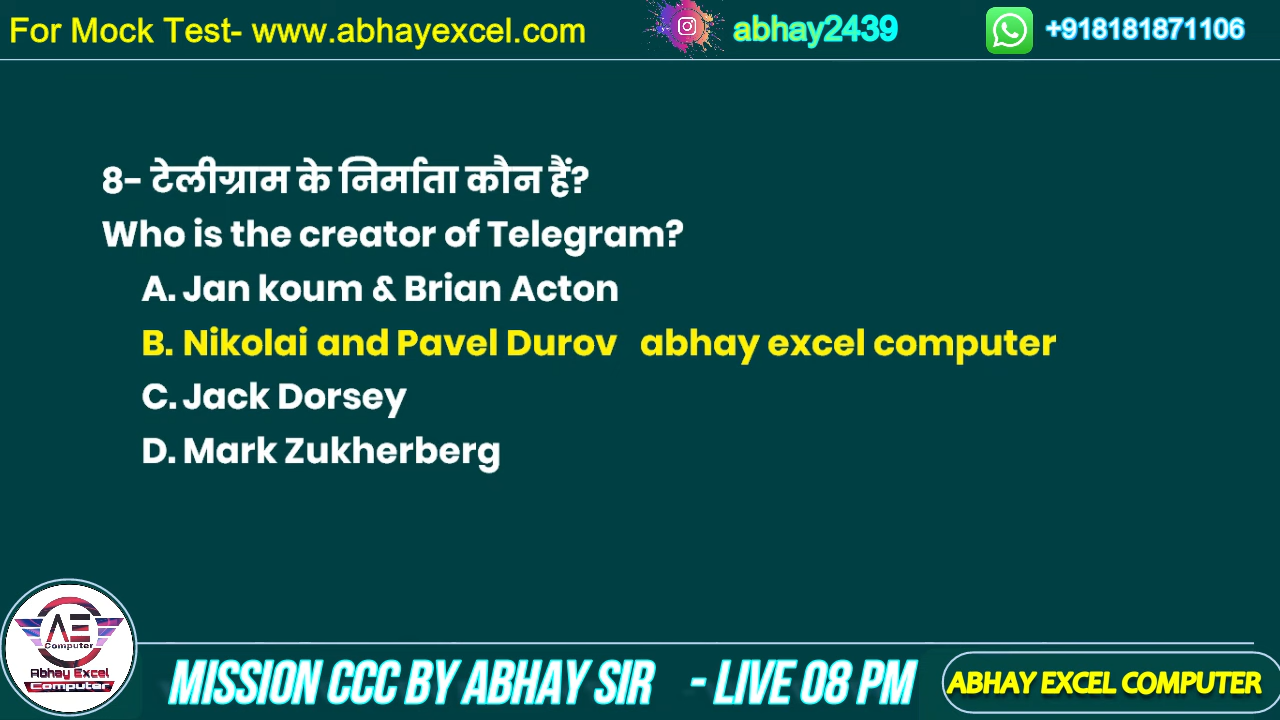 For Mock Test- www.abhayexcel.com abhay2439 +918181871106
8- टेलीग्राम के निर्माता कौन हैं?
Who is the creator of Telegram?
A. Jan koum & Brian Acton
B. Nikolai and Pavel Durov abhay excel computer
C. Jack Dorsey
D. Mark Zukherberg
AE
Computer
Abhay Excel
Computer
MISSION CCC BY ABHAY SIR - LIVE 08 PM ABHAY EXCEL COMPUTER